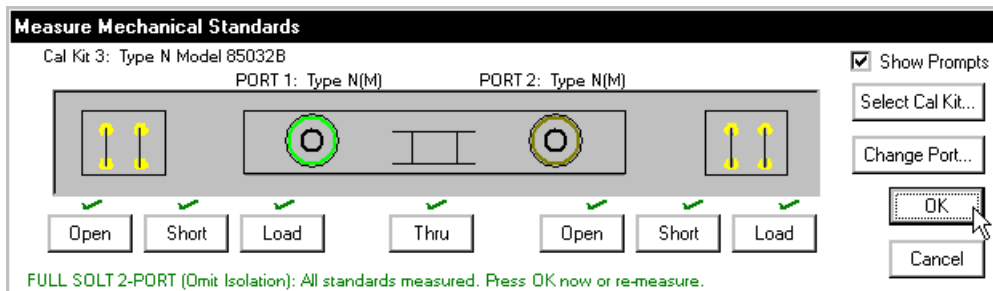 Measure Mechanical Standards
Cal Kit 3: Type N Model 85032B
PORT 1: Type N(M) PORT 2: Type N(M)
Show Prompts
Select Cal Kit...
Change Port...
OK
Cancel
Open Short Load Thru Open Short Load
FULL SOLT 2-PORT (Omit Isolation): All standards measured. Press OK now or re-measure.